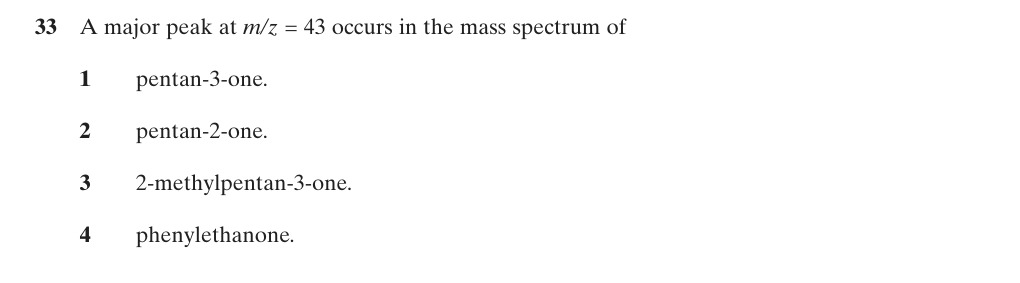 33 A major peak at m/z = 43 occurs in the mass spectrum of
1 pentan-3-one.
2 pentan-2-one.
3 2-methylpentan-3-one.
4 phenylethanone.